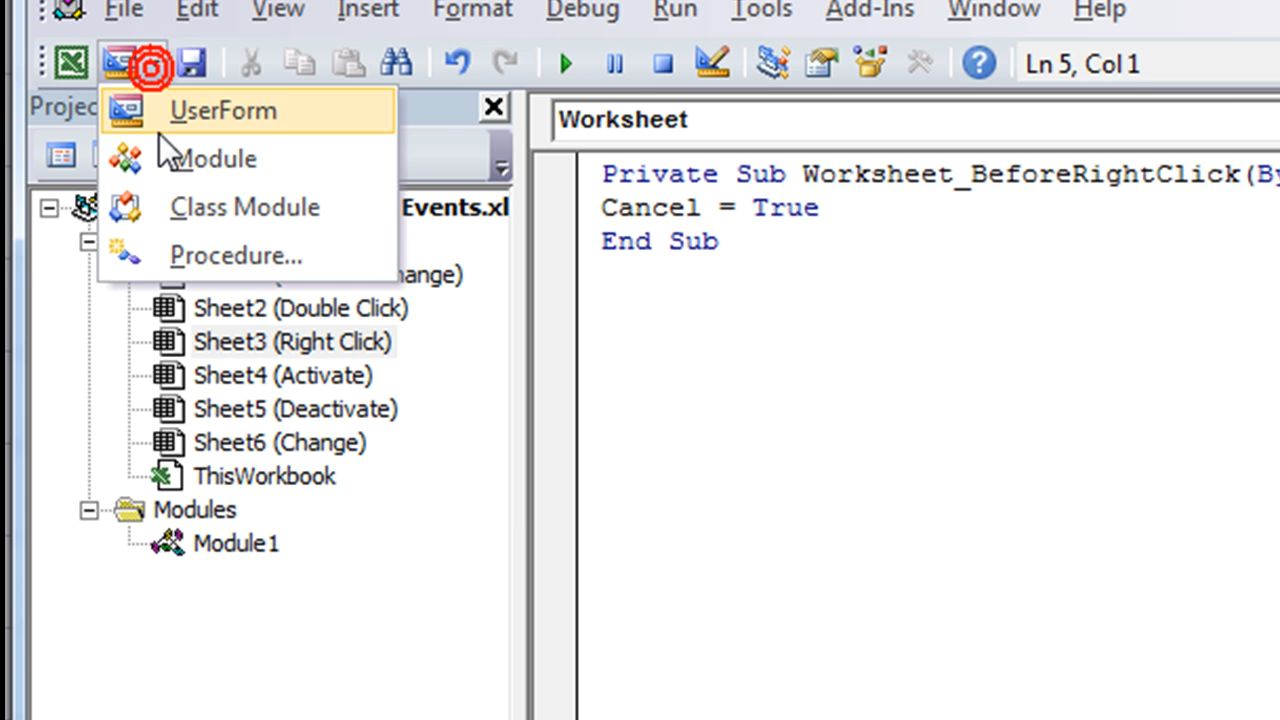 File Edit View Insert Format Debug Run Tools Add-Ins Window Help
Ln 5, Col 1
UserForm
Module
Class Module
Procedure...
Worksheet
Private Sub Worksheet_BeforeRightClick(By
Cancel = True
End Sub
Projec
Events.xl
ange)
Sheet2 (Double Click)
Sheet3 (Right Click)
Sheet4 (Activate)
Sheet5 (Deactivate)
Sheet6 (Change)
ThisWorkbook
Modules
Module1